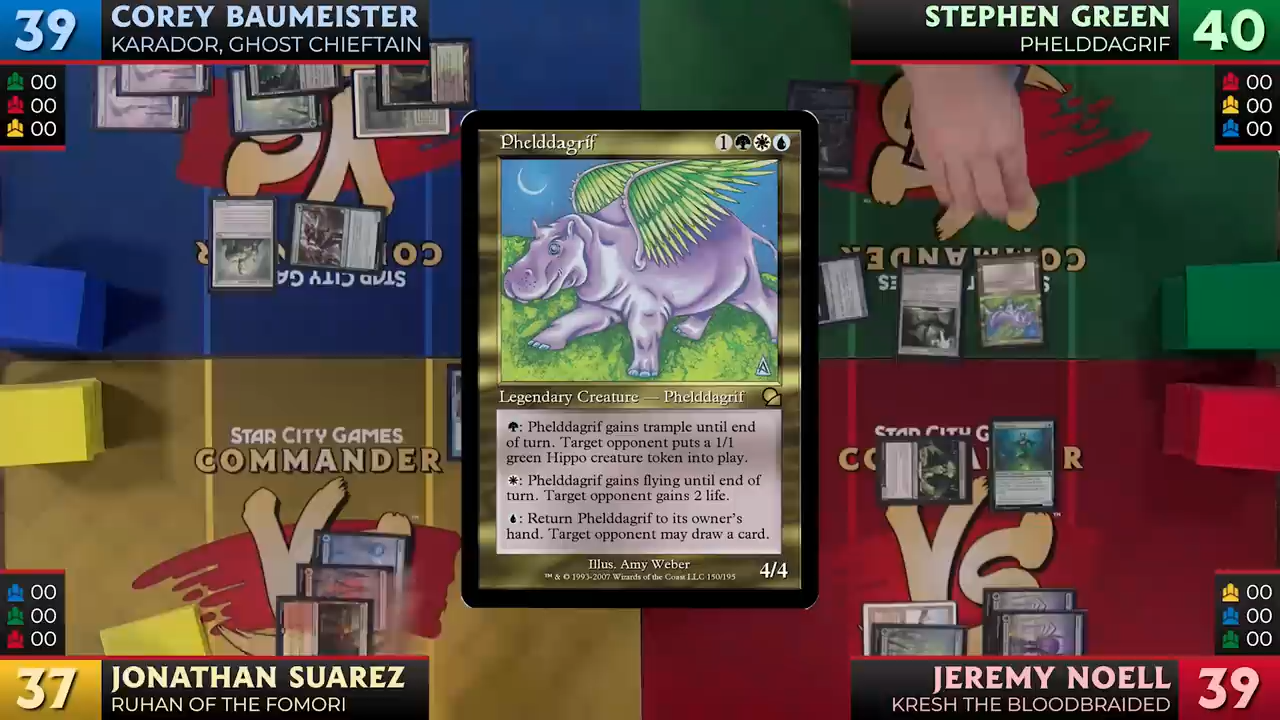 39
COREY BAUMEISTER
KARADOR, GHOST CHIEFTAIN
00
00
00
STEPHEN GREEN
PHELDDAGRIF
40
00
00
00
Phelddagrif
1
Legendary Creature — Phelddagrif
: Phelddagrif gains trample until end
of turn. Target opponent puts a 1/1
green Hippo creature token into play.
: Phelddagrif gains flying until end of
turn. Target opponent gains 2 life.
: Return Phelddagrif to its owner's
hand. Target opponent may draw a card.
Illus. Amy Weber
™ & © 1993-2007 Wizards of the Coast LLC 150/195
4/4
COMMANDER
STAR CITY GAMES
STAR CITY GAMES
COMMANDER
00
00
00
37
JONATHAN SUAREZ
RUHAN OF THE FOMORI
00
00
00
JEREMY NOELL
KRESH THE BLOODBRAIDED
39